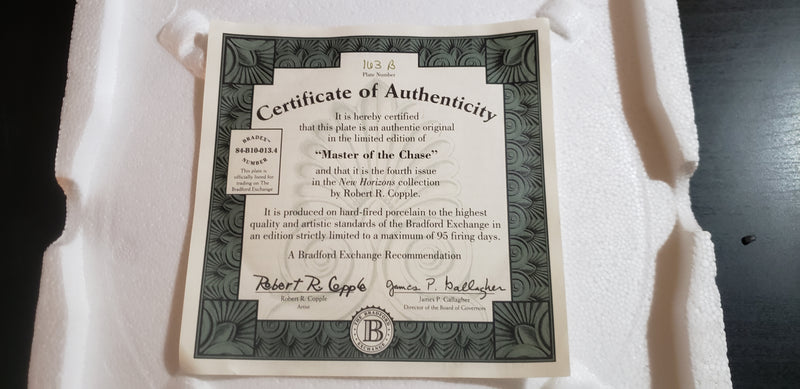 163 B
Plate Number
Certificate of Authenticity
It is hereby certified
that this plate is an authentic original
in the limited edition of
"Master of the Chase"
and that it is the fourth issue
in the New Horizons collection
by Robert R. Copple.
BRADEX™
84-B10-013.4
NUMBER
This plate is
officially listed for
trading on The
Bradford Exchange
It is produced on hard-fired porcelain to the highest
quality and artistic standards of the Bradford Exchange in
an edition strictly limited to a maximum of 95 firing days.
A Bradford Exchange Recommendation
Robert R. Copple
James P. Gallagher
Robert R. Copple
Artist
James P. Gallagher
Director of the Board of Governors
THE BRADFORD
B
EXCHANGE